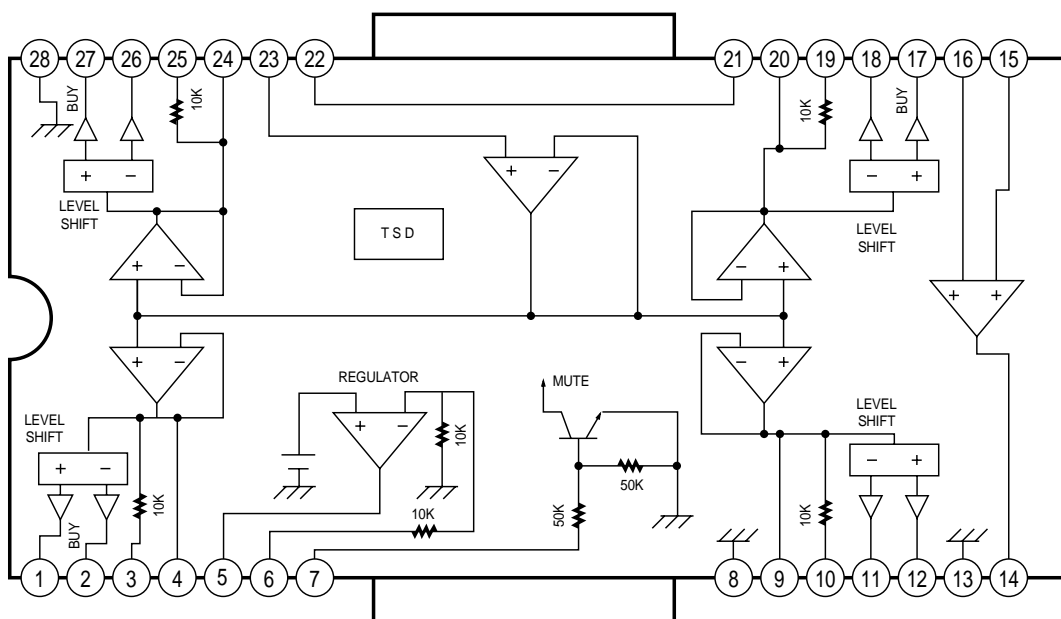 28 27 26 25 24 23 22 21 20 19 18 17 16 15
BUY 10K 10K BUY
+ − + − − +
LEVEL
SHIFT
T S D
LEVEL
SHIFT
+ − − + + +
+ − − +
REGULATOR
MUTE
LEVEL
SHIFT
LEVEL
SHIFT
+ −
+ −
10K
− +
10K
50K
BUY
10K
50K
10K
1 2 3 4 5 6 7 8 9 10 11 12 13 14